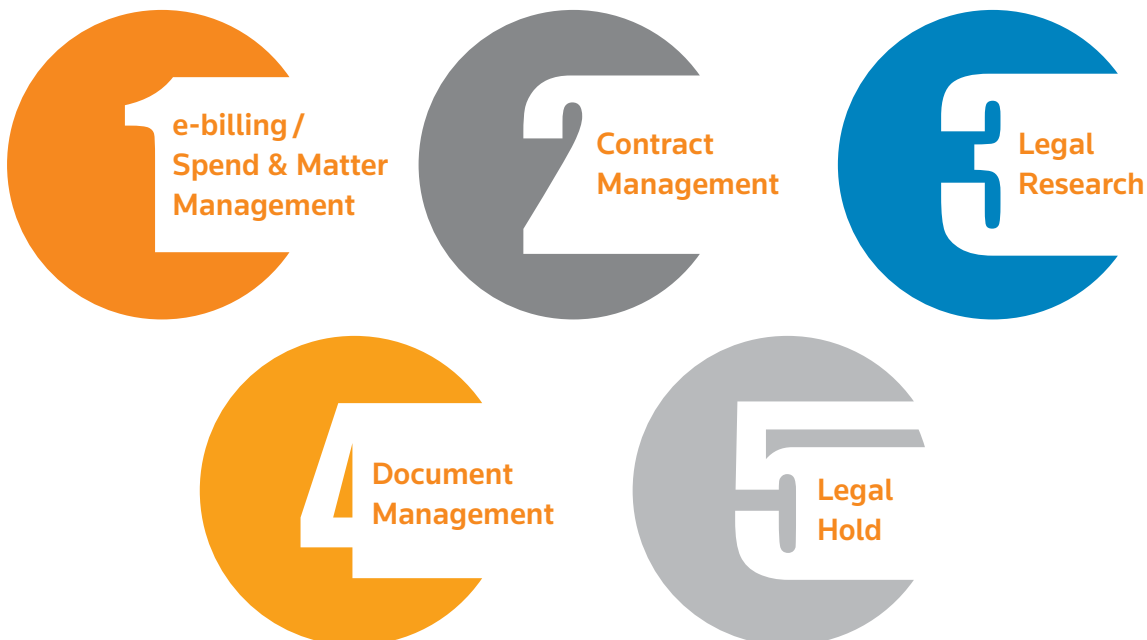 1
e-billing /
Spend & Matter
Management
2
Contract
Management
3
Legal
Research
4
Document
Management
5
Legal
Hold